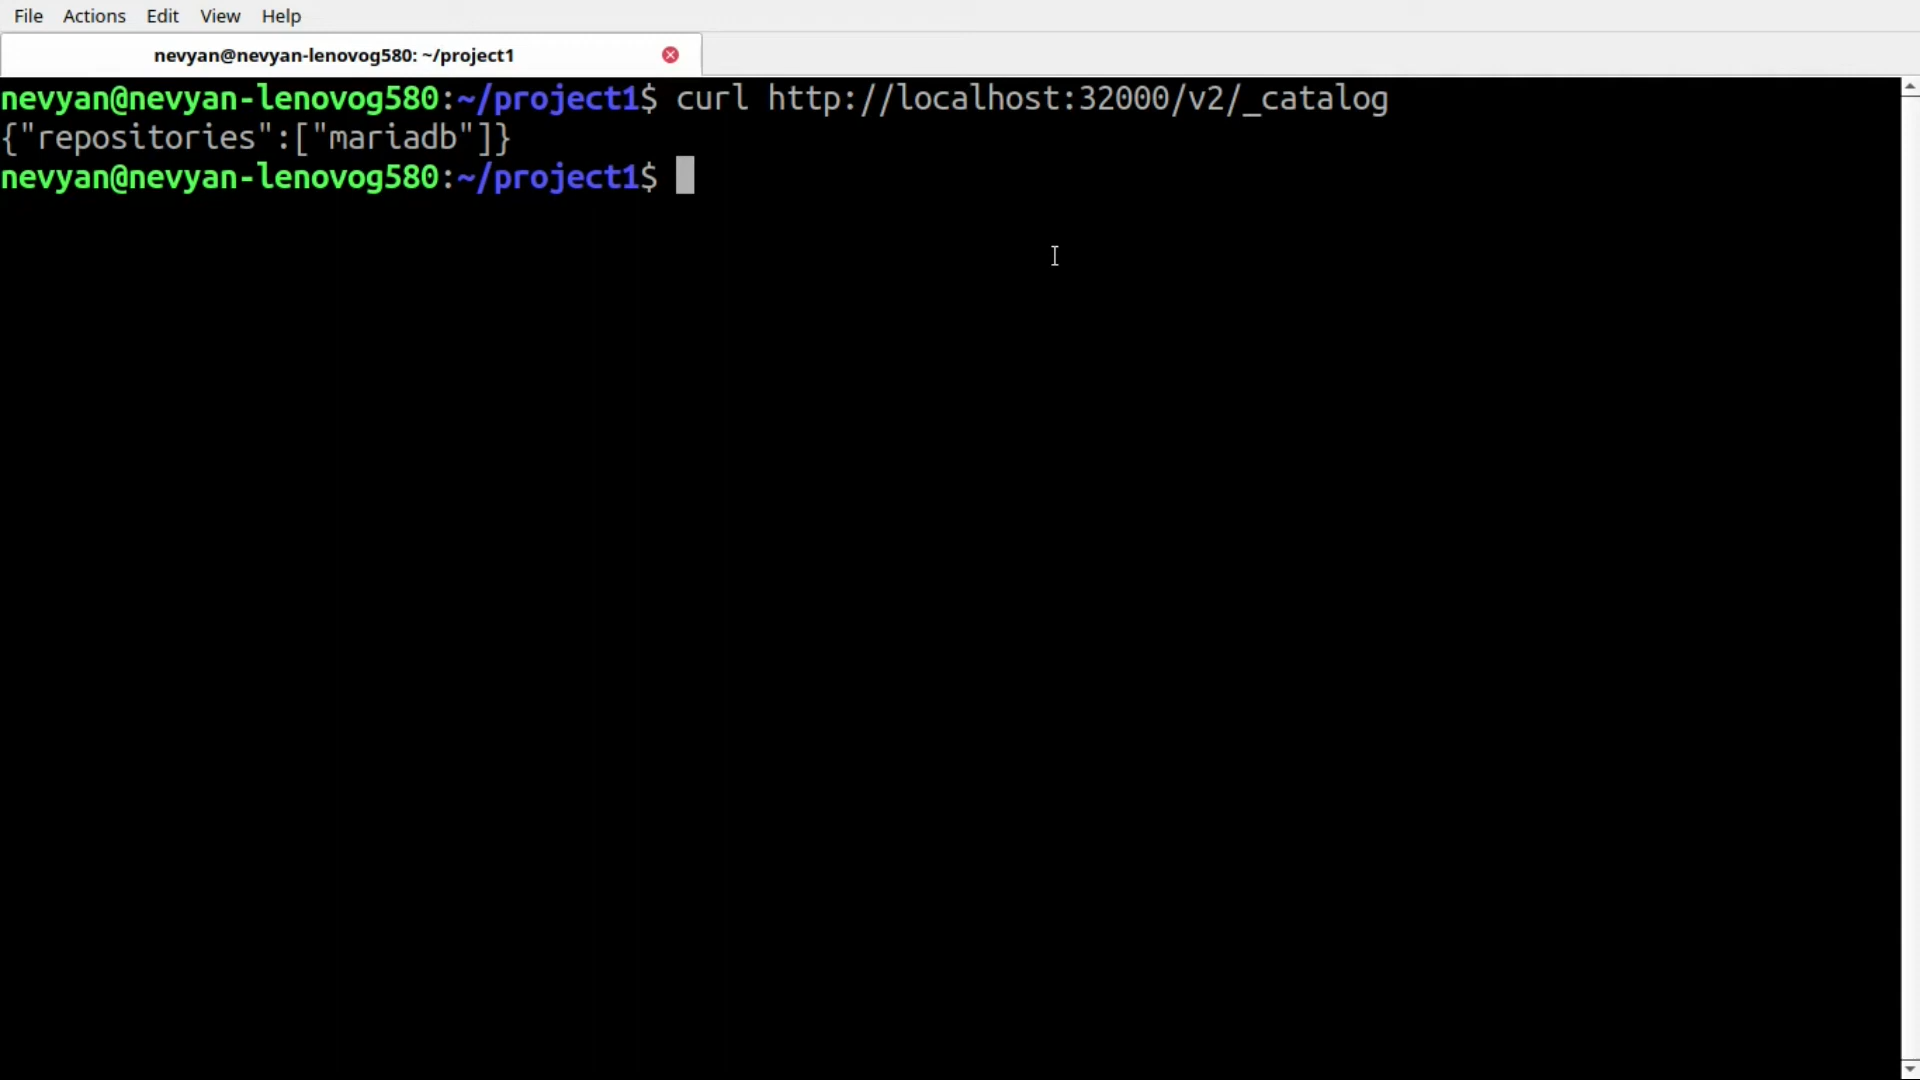 File Actions Edit View Help
nevyan@nevyan-lenovog580: ~/project1
nevyan@nevyan-lenovog580:~/project1$ curl http://localhost:32000/v2/_catalog
{"repositories":["mariadb"]}
nevyan@nevyan-lenovog580:~/project1$